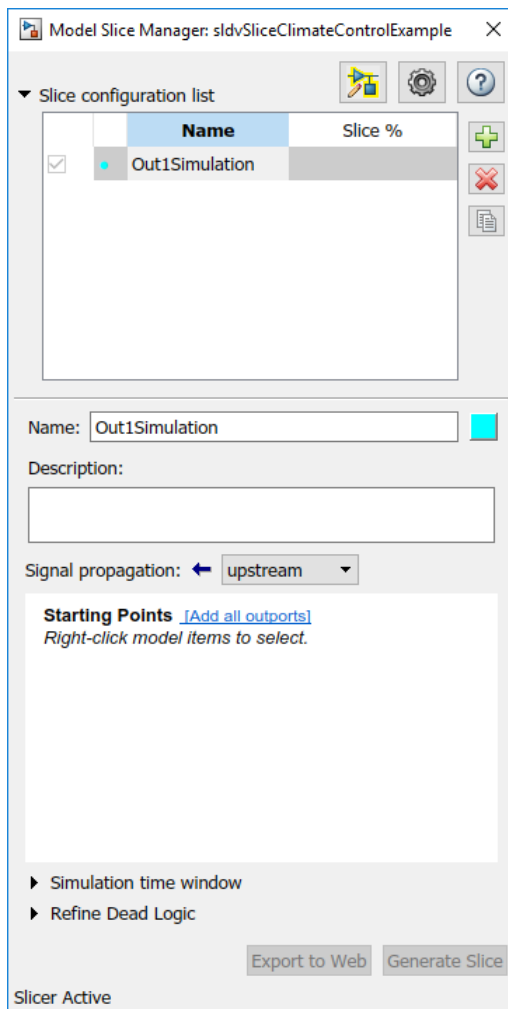 Model Slice Manager: sldvSliceClimateControlExample
Slice configuration list
Name Slice %
Out1Simulation
Name: Out1Simulation
Description:
Signal propagation: upstream
Starting Points [Add all outports]
Right-click model items to select.
Simulation time window
Refine Dead Logic
Export to Web Generate Slice
Slicer Active